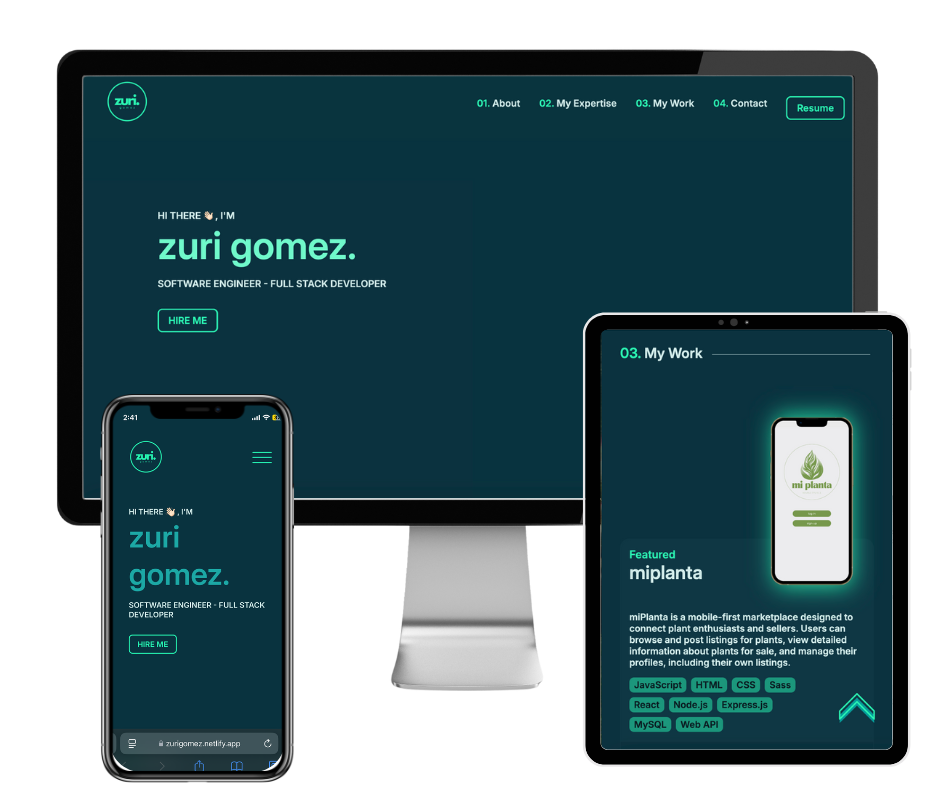 zuri.
01. About 02. My Expertise 03. My Work 04. Contact Resume
HI THERE 👋🏻, I'M
zuri gomez.
SOFTWARE ENGINEER - FULL STACK DEVELOPER
HIRE ME
2:41
zuri.
HI THERE 👋🏻, I'M
zuri
gomez.
SOFTWARE ENGINEER - FULL STACK
DEVELOPER
HIRE ME
zurigomez.netlify.app
03. My Work
mi planta
Featured
miplanta
miPlanta is a mobile-first marketplace designed to
connect plant enthusiasts and sellers. Users can
browse and post listings for plants, view detailed
information about plants for sale, and manage their
profiles, including their own listings.
JavaScript HTML CSS Sass
React Node.js Express.js
MySQL Web API